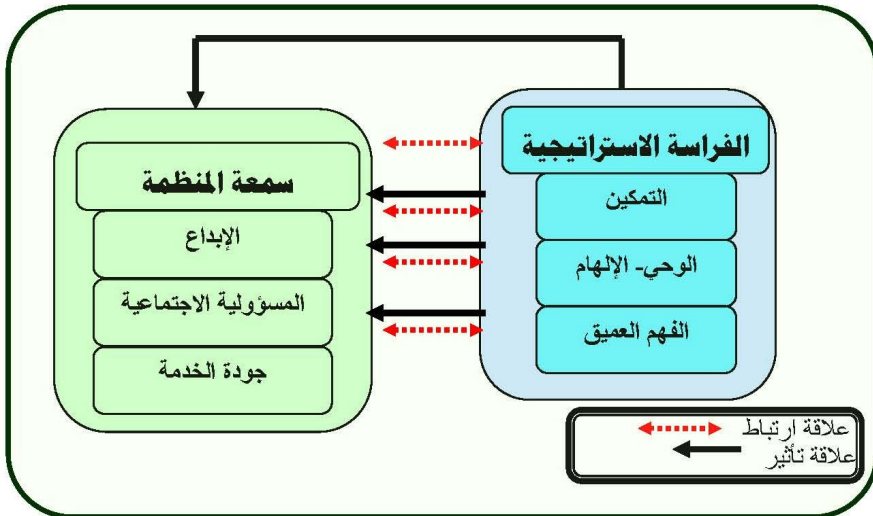 الفراسة الاستراتيجية
التمكين
الوحي- الإلهام
الفهم العميق
سمعة المنظمة
الإبداع
المسؤولية الاجتماعية
جودة الخدمة
علاقة ارتباط
علاقة تأثير